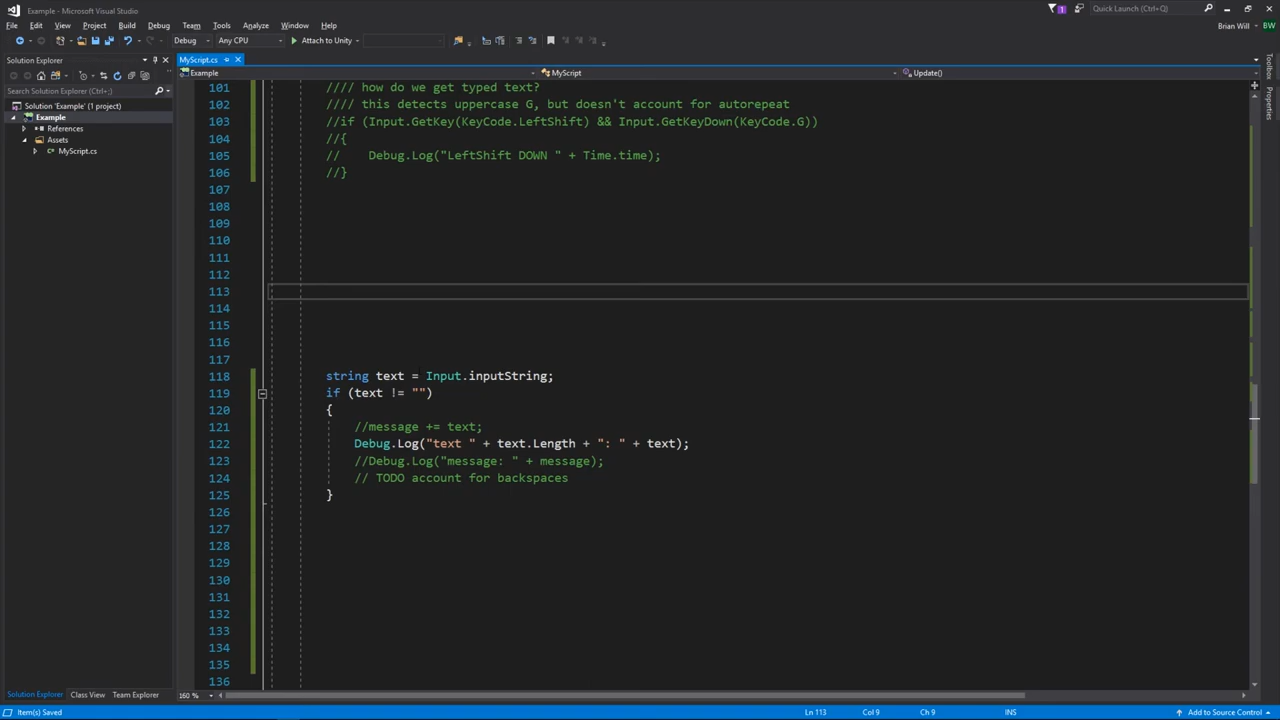 Example - Microsoft Visual Studio
1
Quick Launch (Ctrl+Q)
File Edit View Project Build Debug Team Tools Analyze Window Help
Brian Will BW
Debug Any CPU Attach to Unity
Solution Explorer
MyScript.cs
Toolbox
Properties
Example
MyScript
Update()
Search Solution Explorer (Ctrl+;)
Solution 'Example' (1 project)
Example
References
Assets
MyScript.cs
101 //// how do we get typed text?
102 //// this detects uppercase G, but doesn't account for autorepeat
103 //if (Input.GetKey(KeyCode.LeftShift) && Input.GetKeyDown(KeyCode.G))
104 //{
105 //    Debug.Log("LeftShift DOWN " + Time.time);
106 //}
107
108
109
110
111
112
113
114
115
116
117
118 string text = Input.inputString;
119 if (text != "")
120 {
121 //message += text;
122 Debug.Log("text " + text.Length + ": " + text);
123 //Debug.Log("message: " + message);
124 // TODO account for backspaces
125 }
126
127
128
129
130
131
132
133
134
135
136
Solution Explorer Class View Team Explorer
160 %
Item(s) Saved
Ln 113 Col 9 Ch 9 INS
Add to Source Control